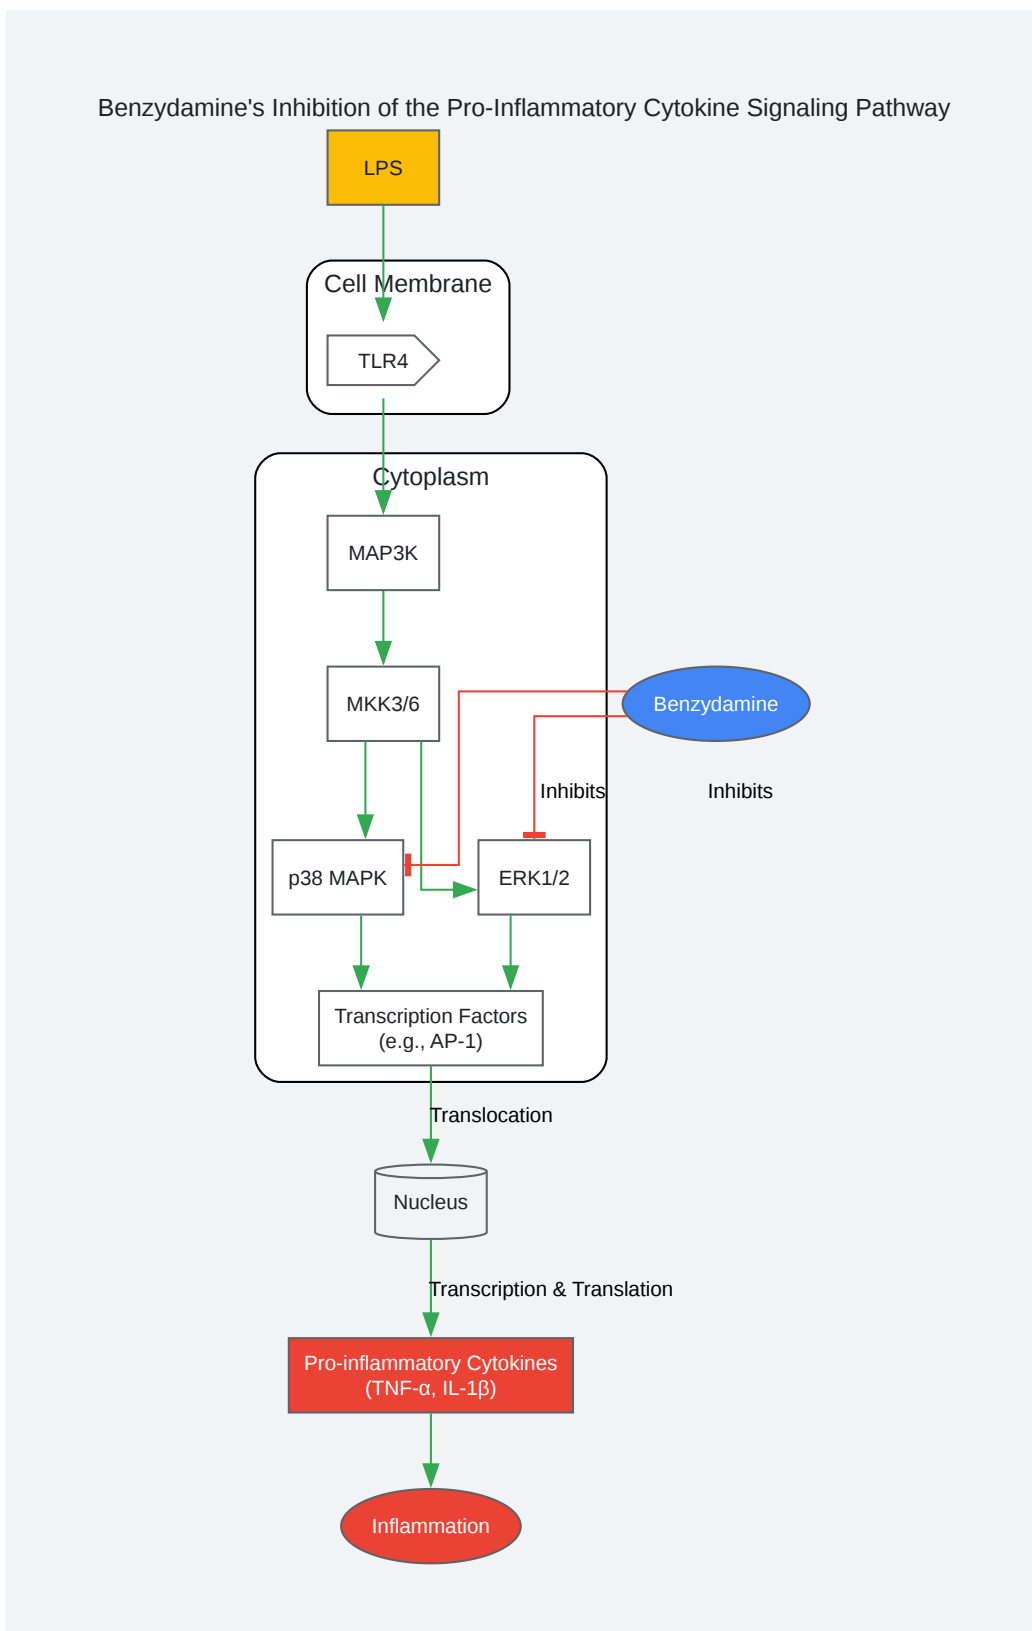 Benzydamine's Inhibition of the Pro-Inflammatory Cytokine Signaling Pathway
LPS
Cell Membrane
TLR4
Cytoplasm
MAP3K
MKK3/6
Benzydamine
Inhibits
Inhibits
p38 MAPK
ERK1/2
Transcription Factors
(e.g., AP-1)
Translocation
Nucleus
Transcription & Translation
Pro-inflammatory Cytokines
(TNF-α, IL-1β)
Inflammation